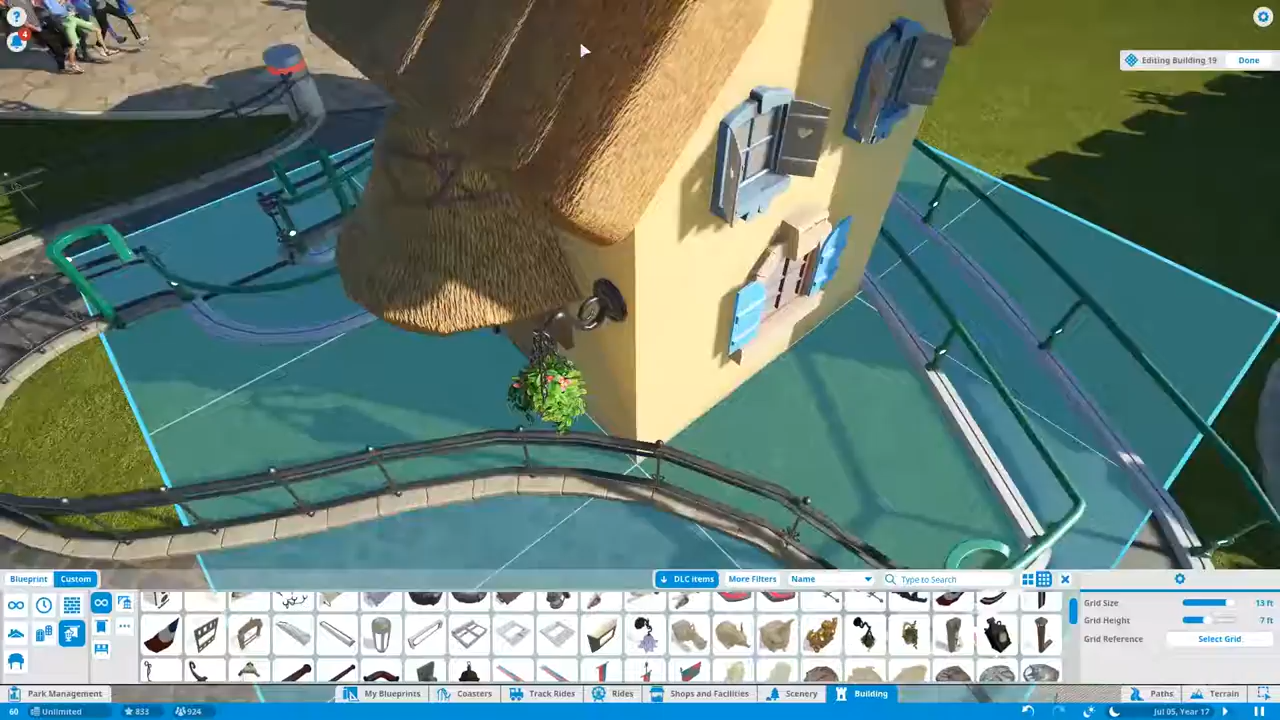 4
Editing Building 19 Done
Blueprint Custom
DLC items More Filters Name Type to Search
Grid Size 13 ft
Grid Height 7 ft
Grid Reference Select Grid
Park Management My Blueprints Coasters Track Rides Rides Shops and Facilities Scenery Building Paths Terrain
60 Unlimited 833 924 Jul 05, Year 17